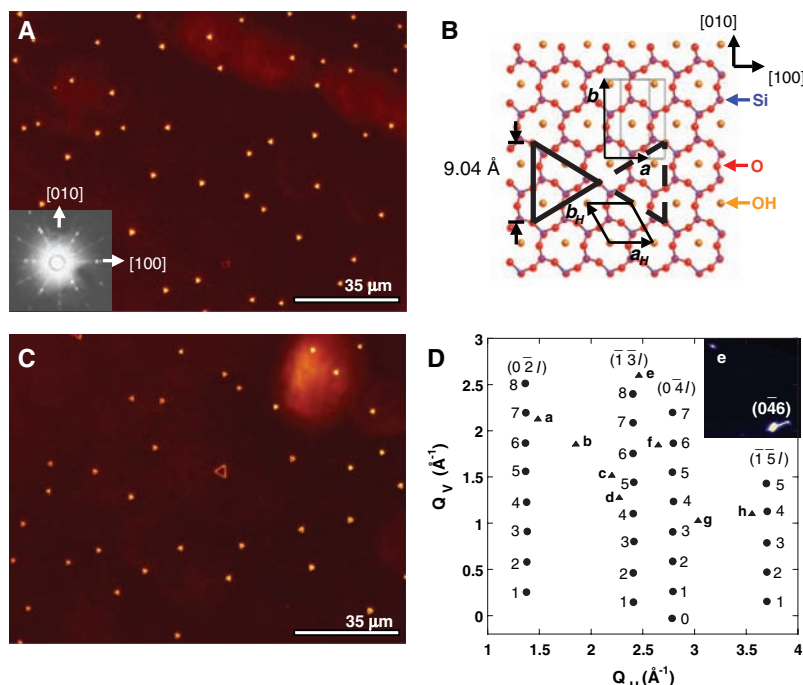 A
[010]
[100]
35 µm
B
[010]
[100]
b
a
Si
O
OH
9.04 Å
b_H
a_H
C
35 µm
D
e
(0 4̄6)
(0 2̄ l)
(1̄ 3̄ l)
(0 4̄ l)
(1̄ 5̄ l)
8
7
6
5
4
3
2
1
a
b
8
7
6
5
4
3
2
1
e
c
d
7
6
5
4
3
2
1
0
f
g
5
4
3
2
1
h
3
2.5
2
1.5
1
0.5
0
Q_V (Å⁻¹)
1
1.5
2
2.5
3
3.5
4
(Å⁻¹)